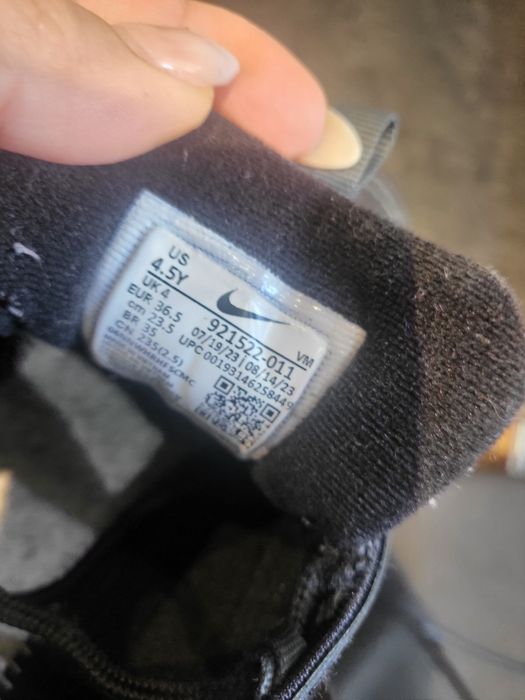 US
4.5Y
UK 4
EUR 36.5
cm 23.5
BR 35
CN 235(2.5)
921522-011 VM
07/19/23 | 08/14/23
UPC 00193146258449